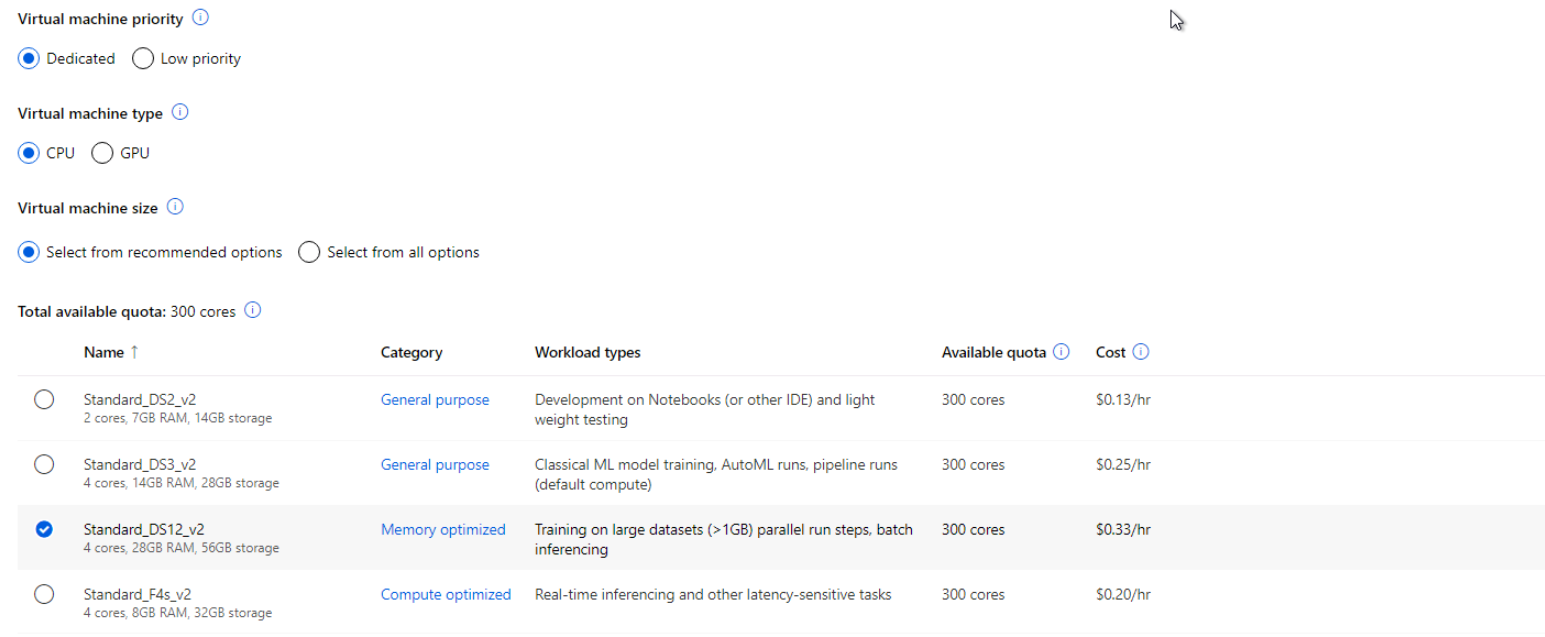 Virtual machine priority
Dedicated Low priority
Virtual machine type
CPU GPU
Virtual machine size
Select from recommended options Select from all options
Total available quota: 300 cores
Name ↑ Category Workload types Available quota Cost
Standard_DS2_v2 General purpose Development on Notebooks (or other IDE) and light 300 cores $0.13/hr
2 cores, 7GB RAM, 14GB storage weight testing
Standard_DS3_v2 General purpose Classical ML model training, AutoML runs, pipeline runs 300 cores $0.25/hr
4 cores, 14GB RAM, 28GB storage (default compute)
Standard_DS12_v2 Memory optimized Training on large datasets (>1GB) parallel run steps, batch 300 cores $0.33/hr
4 cores, 28GB RAM, 56GB storage inferencing
Standard_F4s_v2 Compute optimized Real-time inferencing and other latency-sensitive tasks 300 cores $0.20/hr
4 cores, 8GB RAM, 32GB storage